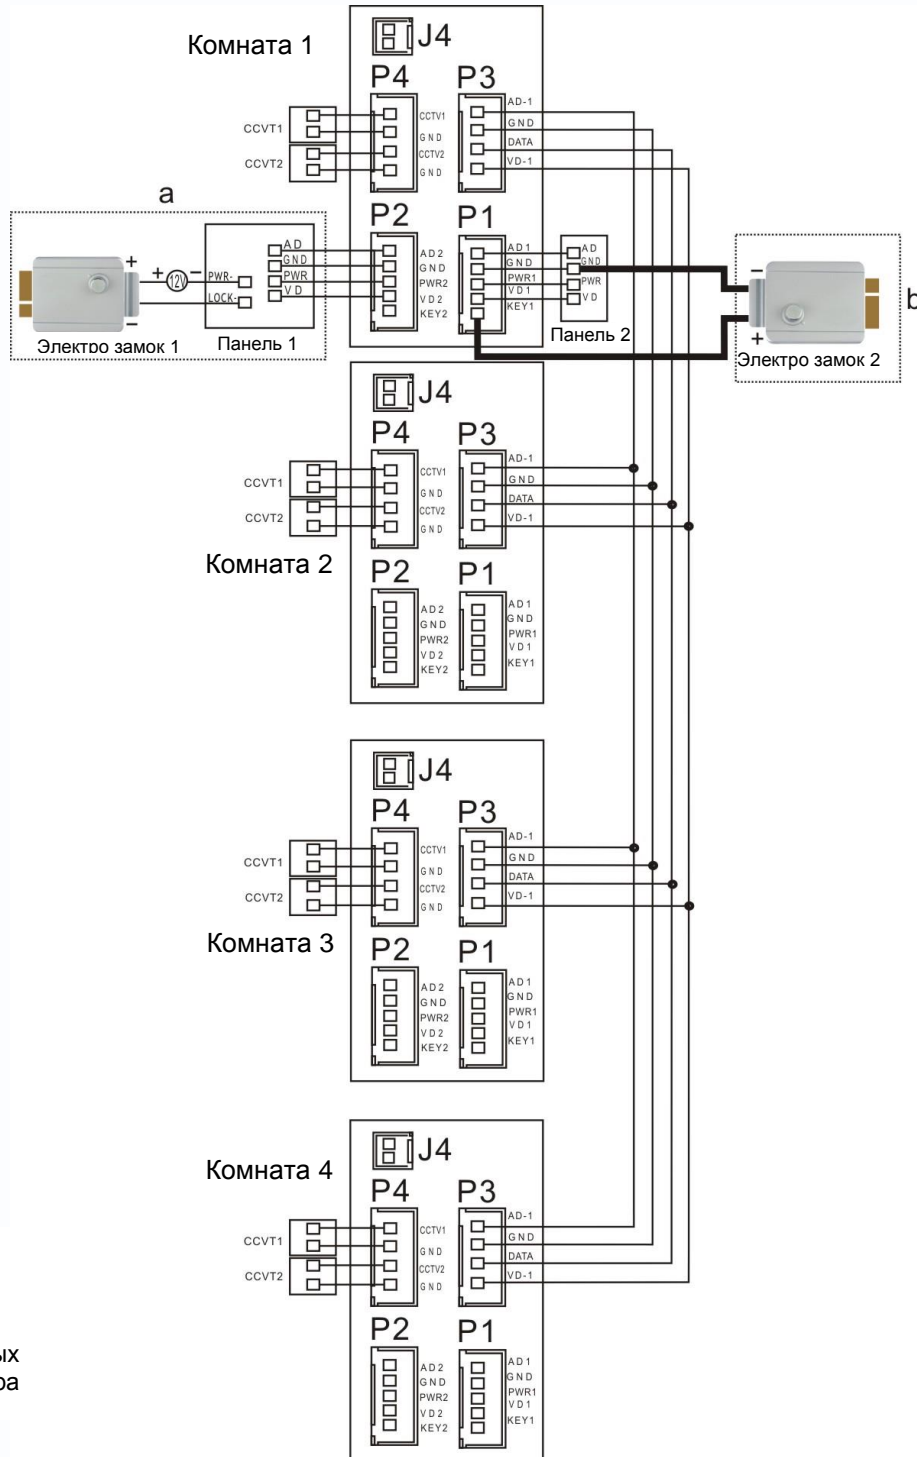 Комната 1
J4
P4
P3
CCVT1
CCVT2
CCTV1
GND
CCTV2
GND
AD-1
GND
DATA
VD-1
a
P2
P1
+
+
12V
-
-
PWR-
LOCK-
AD
GND
PWR
VD
AD2
GND
PWR2
VD2
KEY2
AD1
GND
PWR1
VD1
KEY1
AD
GND
PWR
VD
-
+
b
Электро замок 1
Панель 1
Панель 2
Электро замок 2
J4
P4
P3
CCVT1
CCVT2
CCTV1
GND
CCTV2
GND
AD-1
GND
DATA
VD-1
Комната 2
P2
P1
AD2
GND
PWR2
VD2
KEY2
AD1
GND
PWR1
VD1
KEY1
J4
P4
P3
CCVT1
CCVT2
CCTV1
GND
CCTV2
GND
AD-1
GND
DATA
VD-1
Комната 3
P2
P1
AD2
GND
PWR2
VD2
KEY2
AD1
GND
PWR1
VD1
KEY1
J4
Комната 4
P4
P3
CCVT1
CCVT2
CCTV1
GND
CCTV2
GND
AD-1
GND
DATA
VD-1
P2
P1
AD2
GND
PWR2
VD2
KEY2
AD1
GND
PWR1
VD1
KEY1
ых
ра